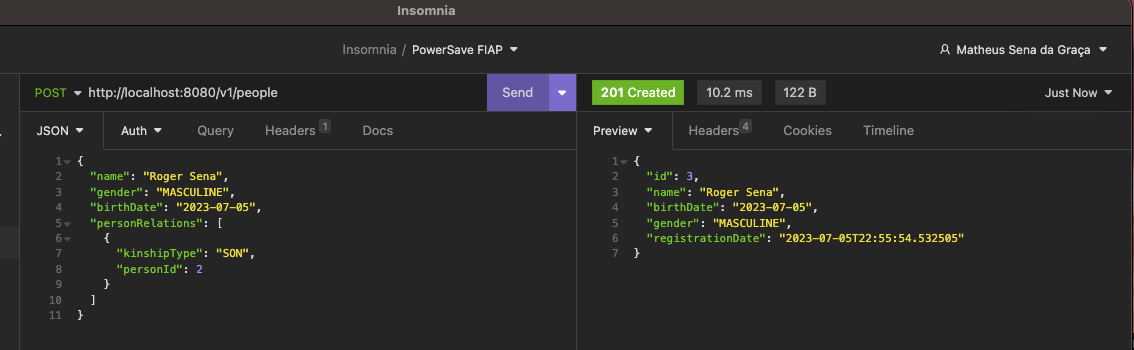 Insomnia
Insomnia / PowerSave FIAP
Matheus Sena da Graça
POST http://localhost:8080/v1/people Send
201 Created 10.2 ms 122 B Just Now
JSON Auth Query Headers 1 Docs
Preview Headers 4 Cookies Timeline
1 {
2 "name": "Roger Sena",
3 "gender": "MASCULINE",
4 "birthDate": "2023-07-05",
5 "personRelations": [
6 {
7 "kinshipType": "SON",
8 "personId": 2
9 }
10 ]
11 }
1 {
2 "id": 3,
3 "name": "Roger Sena",
4 "birthDate": "2023-07-05",
5 "gender": "MASCULINE",
6 "registrationDate": "2023-07-05T22:55:54.532505"
7 }